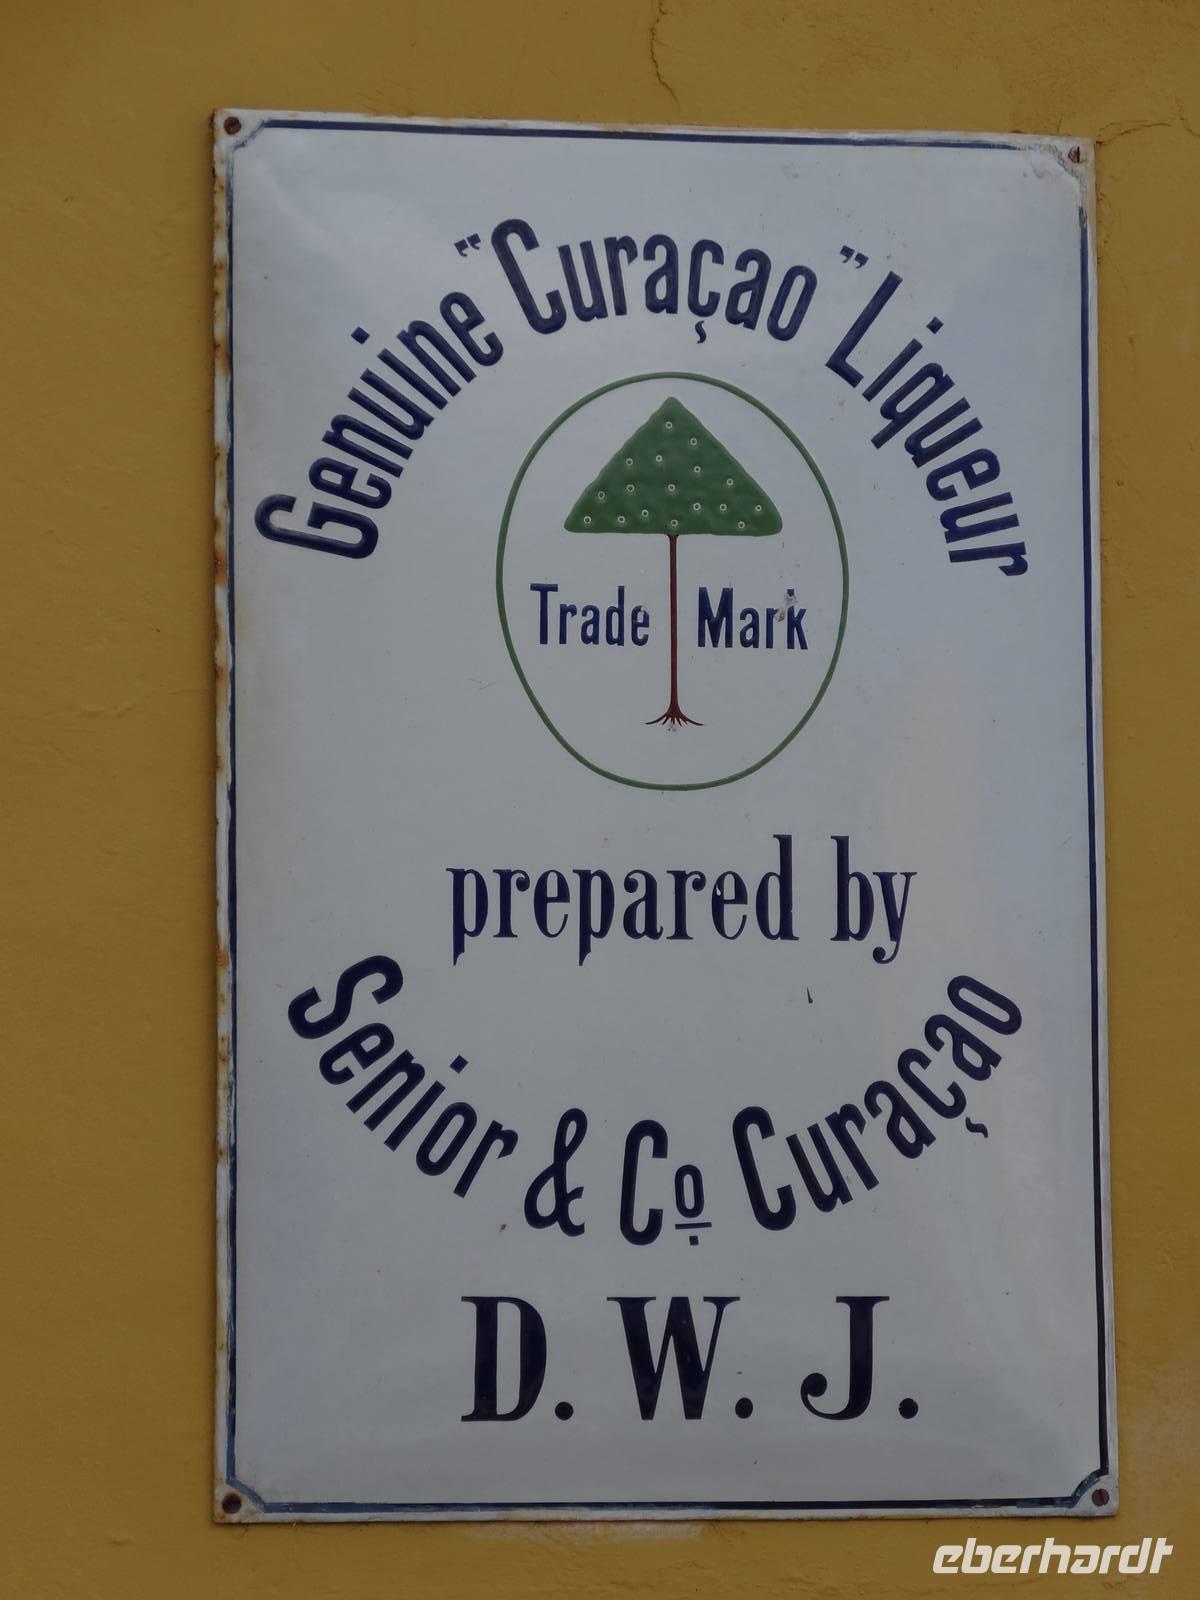 Genuine "Curaçao" Liqueur
Trade Mark
prepared by
Senior & Co. Curaçao
D. W. J.
eberhardt